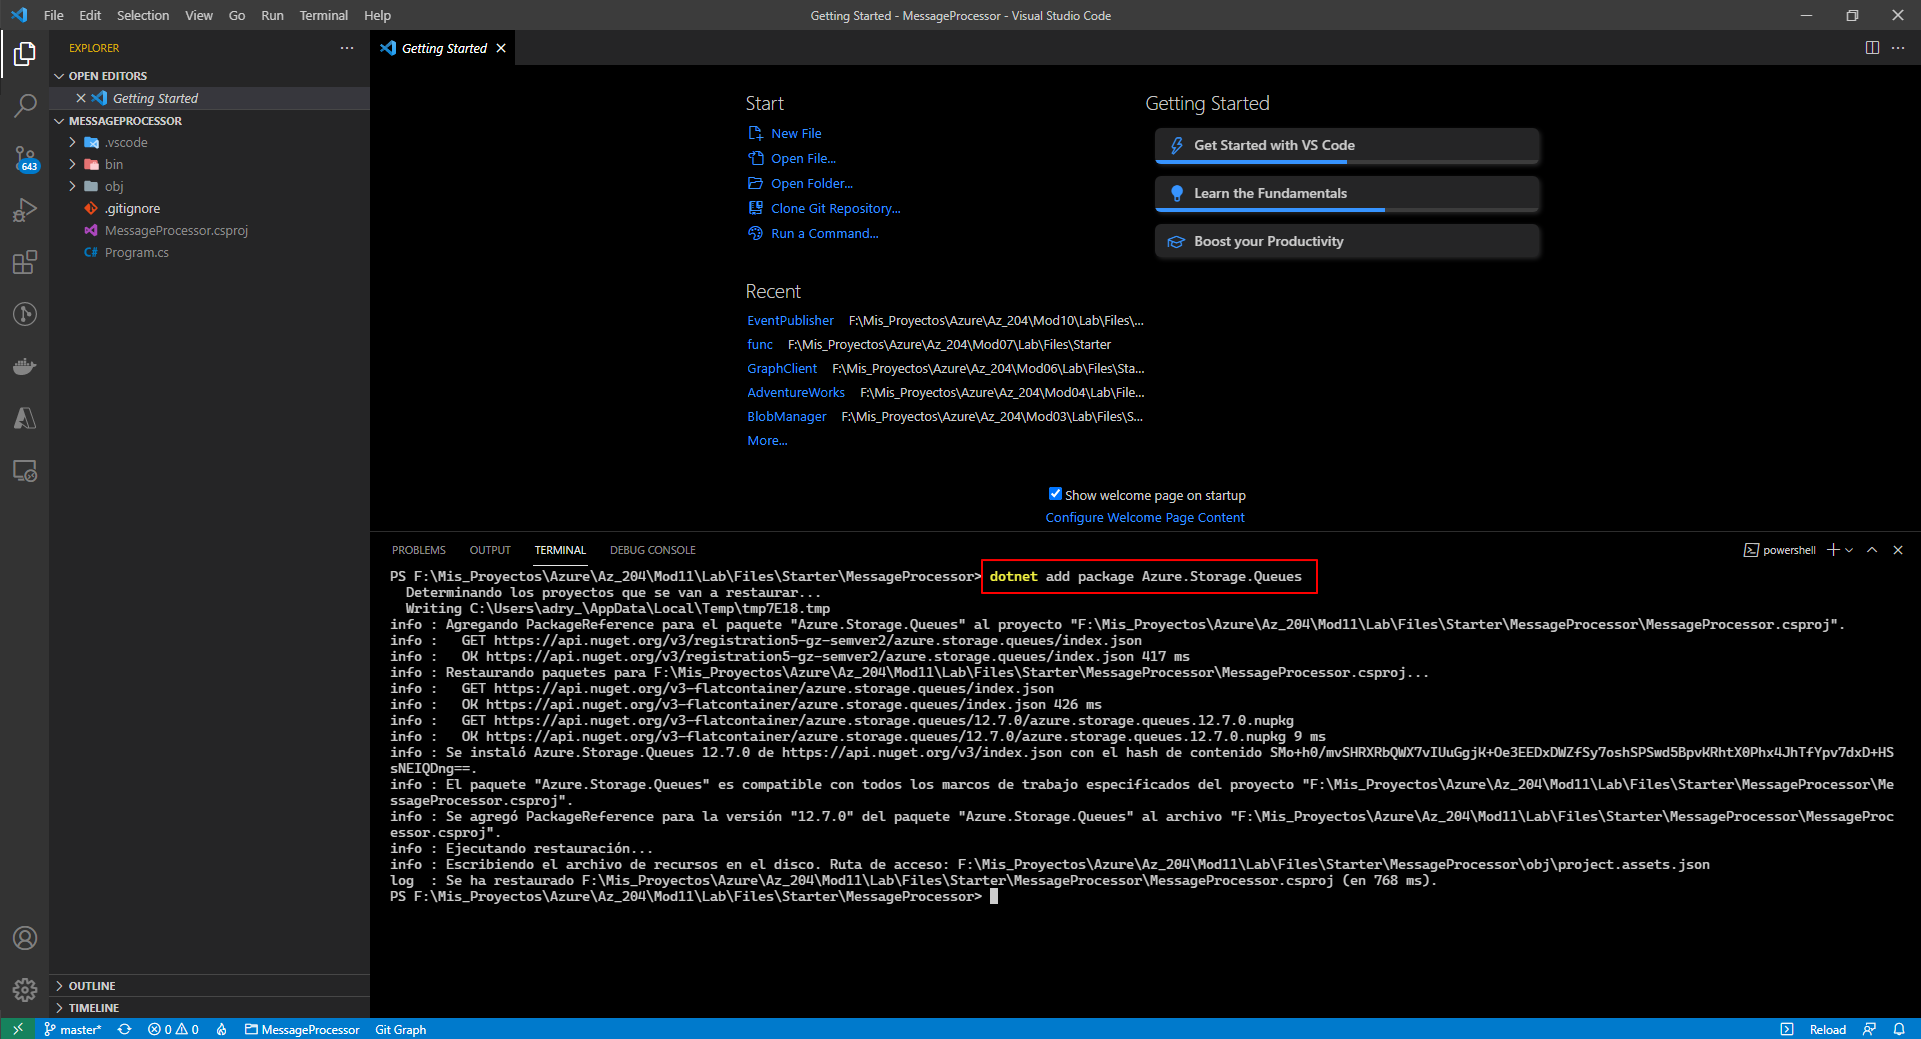 File Edit Selection View Go Run Terminal Help
Getting Started - MessageProcessor - Visual Studio Code
EXPLORER
OPEN EDITORS
Getting Started
MESSAGEPROCESSOR
.vscode
bin
obj
.gitignore
MessageProcessor.csproj
C# Program.cs
643
OUTLINE
TIMELINE
Getting Started
Start
New File
Open File...
Open Folder...
Clone Git Repository...
Run a Command...
Recent
EventPublisher F:\Mis_Proyectos\Azure\Az_204\Mod10\Lab\Files\...
func F:\Mis_Proyectos\Azure\Az_204\Mod07\Lab\Files\Starter
GraphClient F:\Mis_Proyectos\Azure\Az_204\Mod06\Lab\Files\Sta...
AdventureWorks F:\Mis_Proyectos\Azure\Az_204\Mod04\Lab\File...
BlobManager F:\Mis_Proyectos\Azure\Az_204\Mod03\Lab\Files\S...
More...
Getting Started
Get Started with VS Code
Learn the Fundamentals
Boost your Productivity
Show welcome page on startup
Configure Welcome Page Content
PROBLEMS OUTPUT TERMINAL DEBUG CONSOLE
powershell
PS F:\Mis_Proyectos\Azure\Az_204\Mod11\Lab\Files\Starter\MessageProcessor> dotnet add package Azure.Storage.Queues
Determinando los proyectos que se van a restaurar...
Writing C:\Users\adry_\AppData\Local\Temp\tmp7E18.tmp
info : Agregando PackageReference para el paquete "Azure.Storage.Queues" al proyecto "F:\Mis_Proyectos\Azure\Az_204\Mod11\Lab\Files\Starter\MessageProcessor\MessageProcessor.csproj".
info :   GET https://api.nuget.org/v3/registration5-gz-semver2/azure.storage.queues/index.json
info :   OK https://api.nuget.org/v3/registration5-gz-semver2/azure.storage.queues/index.json 417 ms
info : Restaurando paquetes para F:\Mis_Proyectos\Azure\Az_204\Mod11\Lab\Files\Starter\MessageProcessor\MessageProcessor.csproj...
info :   GET https://api.nuget.org/v3-flatcontainer/azure.storage.queues/index.json
info :   OK https://api.nuget.org/v3-flatcontainer/azure.storage.queues/index.json 426 ms
info :   GET https://api.nuget.org/v3-flatcontainer/azure.storage.queues/12.7.0/azure.storage.queues.12.7.0.nupkg
info :   OK https://api.nuget.org/v3-flatcontainer/azure.storage.queues/12.7.0/azure.storage.queues.12.7.0.nupkg 9 ms
info : Se instaló Azure.Storage.Queues 12.7.0 de https://api.nuget.org/v3/index.json con el hash de contenido SMo+h0/mvSHRXRbQWX7vIUuGgjK+Oe3EEDxDWZfSy7oshSPSwd5BpvKRhtX0Phx4JhTfYpv7dxD+HS
sNEIQDng==.
info : El paquete "Azure.Storage.Queues" es compatible con todos los marcos de trabajo especificados del proyecto "F:\Mis_Proyectos\Azure\Az_204\Mod11\Lab\Files\Starter\MessageProcessor\Me
ssageProcessor.csproj".
info : Se agregó PackageReference para la versión "12.7.0" del paquete "Azure.Storage.Queues" al archivo "F:\Mis_Proyectos\Azure\Az_204\Mod11\Lab\Files\Starter\MessageProcessor\MessageProc
essor.csproj".
info : Ejecutando restauración...
info : Escribiendo el archivo de recursos en el disco. Ruta de acceso: F:\Mis_Proyectos\Azure\Az_204\Mod11\Lab\Files\Starter\MessageProcessor\obj\project.assets.json
log  : Se ha restaurado F:\Mis_Proyectos\Azure\Az_204\Mod11\Lab\Files\Starter\MessageProcessor\MessageProcessor.csproj (en 768 ms).
PS F:\Mis_Proyectos\Azure\Az_204\Mod11\Lab\Files\Starter\MessageProcessor>
master* 0 0 MessageProcessor Git Graph Reload